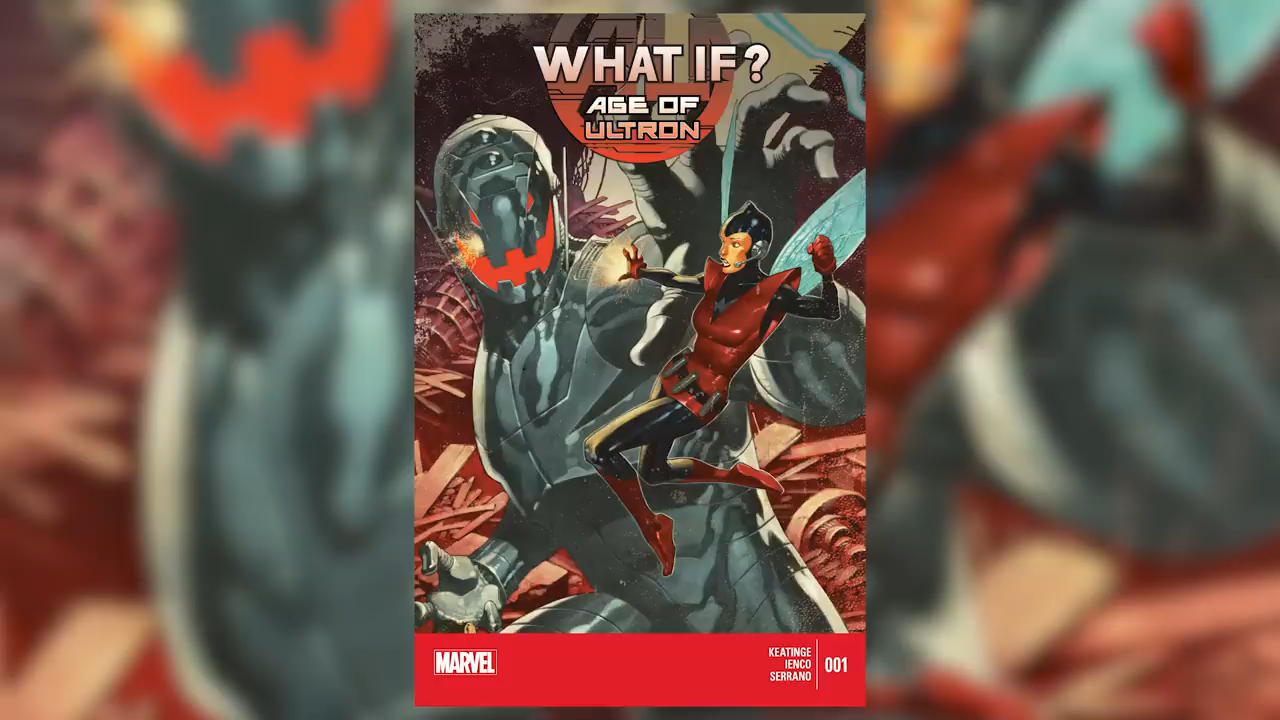 WHAT IF?
AGE OF
ULTRON
MARVEL
KEATINGE
IENCO
SERRANO
001